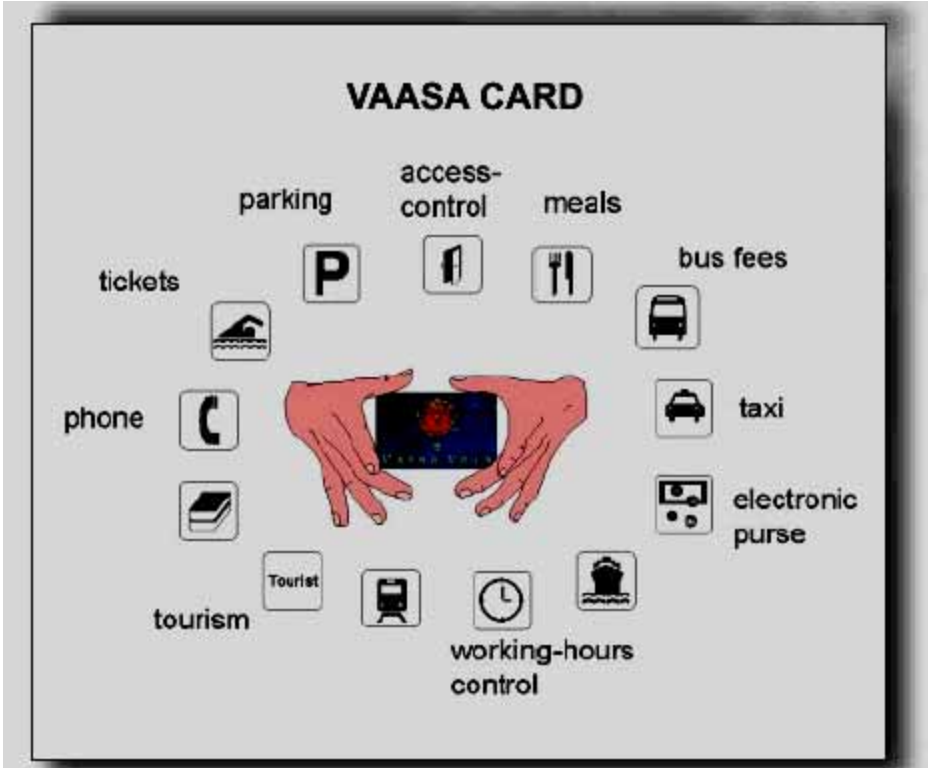 VAASA CARD
access-
control
parking
meals
tickets
bus fees
P
phone
taxi
electronic
purse
Tourist
tourism
working-hours
control